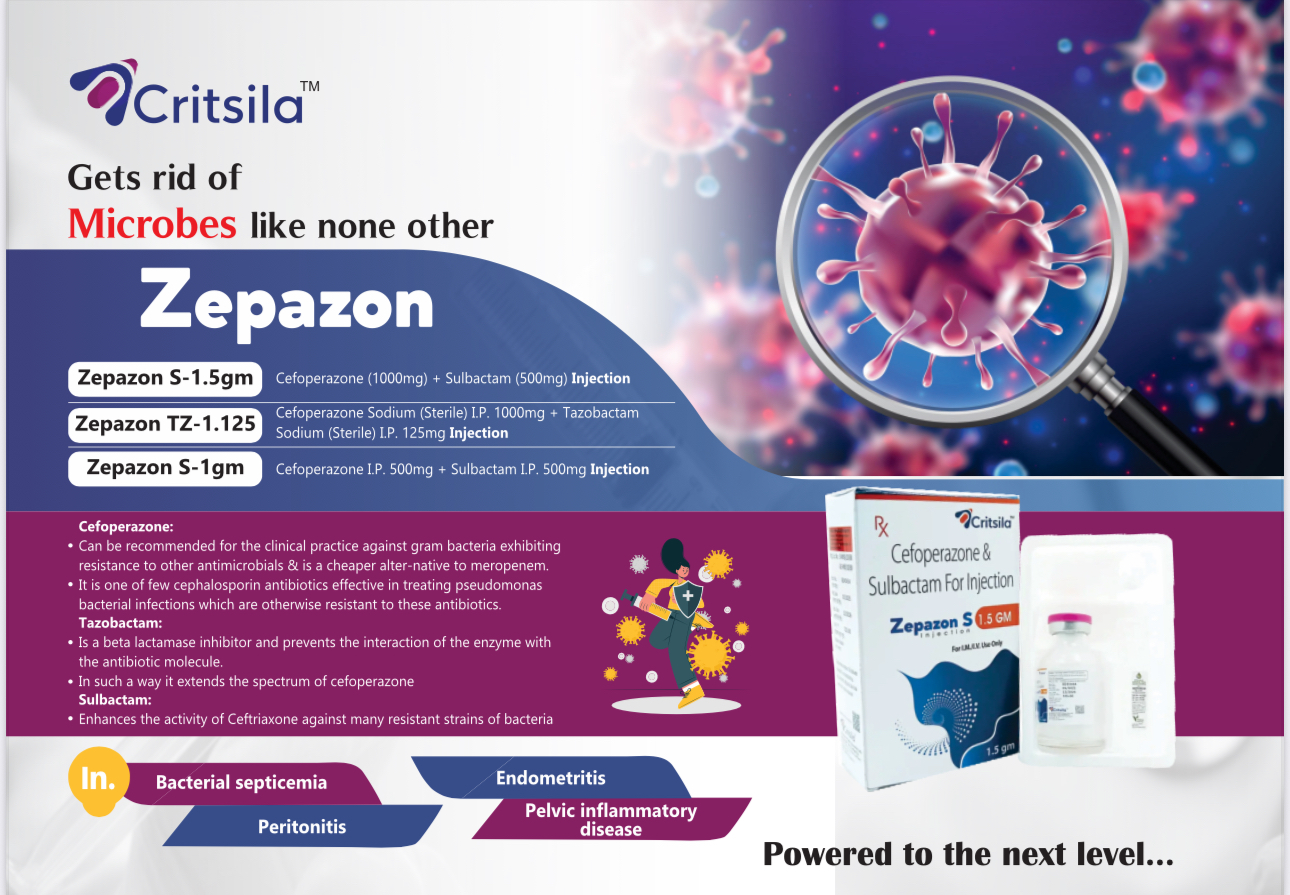 Critsila™
Gets rid of
Microbes like none other
Zepazon
Zepazon S-1.5gm
Cefoperazone (1000mg) + Sulbactam (500mg) Injection
Zepazon TZ-1.125
Cefoperazone Sodium (Sterile) I.P. 1000mg + Tazobactam
Sodium (Sterile) I.P. 125mg Injection
Zepazon S-1gm
Cefoperazone I.P. 500mg + Sulbactam I.P. 500mg Injection
Cefoperazone:
• Can be recommended for the clinical practice against gram bacteria exhibiting
resistance to other antimicrobials & is a cheaper alter-native to meropenem.
• It is one of few cephalosporin antibiotics effective in treating pseudomonas
bacterial infections which are otherwise resistant to these antibiotics.
Tazobactam:
• Is a beta lactamase inhibitor and prevents the interaction of the enzyme with
the antibiotic molecule.
• In such a way it extends the spectrum of cefoperazone
Sulbactam:
• Enhances the activity of Ceftriaxone against many resistant strains of bacteria
Rx
Critsila™
Cefoperazone &
Sulbactam For Injection
Zepazon S 1.5 GM
Injection
For I.M./I.V. Use Only
1.5 gm
In.
Bacterial septicemia
Endometritis
Peritonitis
Pelvic inflammatory
disease
Powered to the next level...